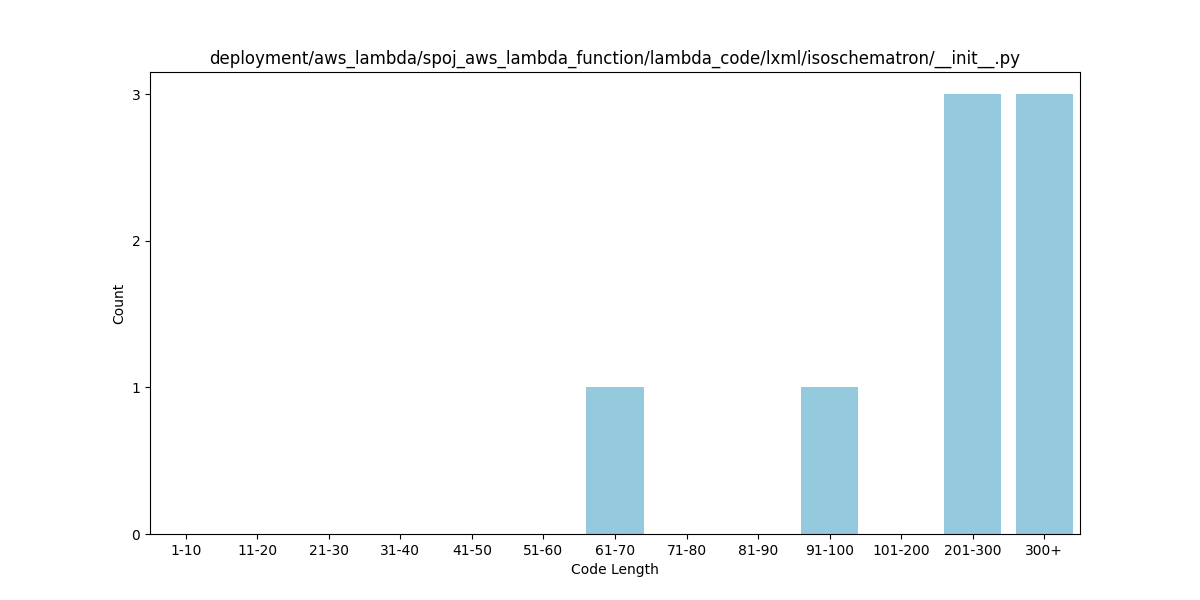 deployment/aws_lambda/spoj_aws_lambda_function/lambda_code/lxml/isoschematron/__init__.py
3
2
1
0
Count
1-10 11-20 21-30 31-40 41-50 51-60 61-70 71-80 81-90 91-100 101-200 201-300 300+
Code Length